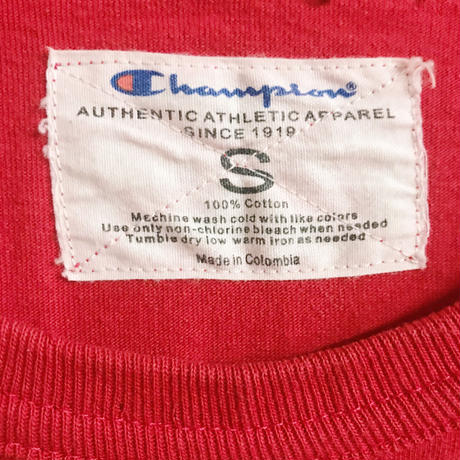 Champion
AUTHENTIC ATHLETIC APPAREL
SINCE 1919
S
100% Cotton
Machine wash cold with like colors
Use only non-chlorine bleach when needed
Tumble dry low warm iron as needed
Made in Colombia